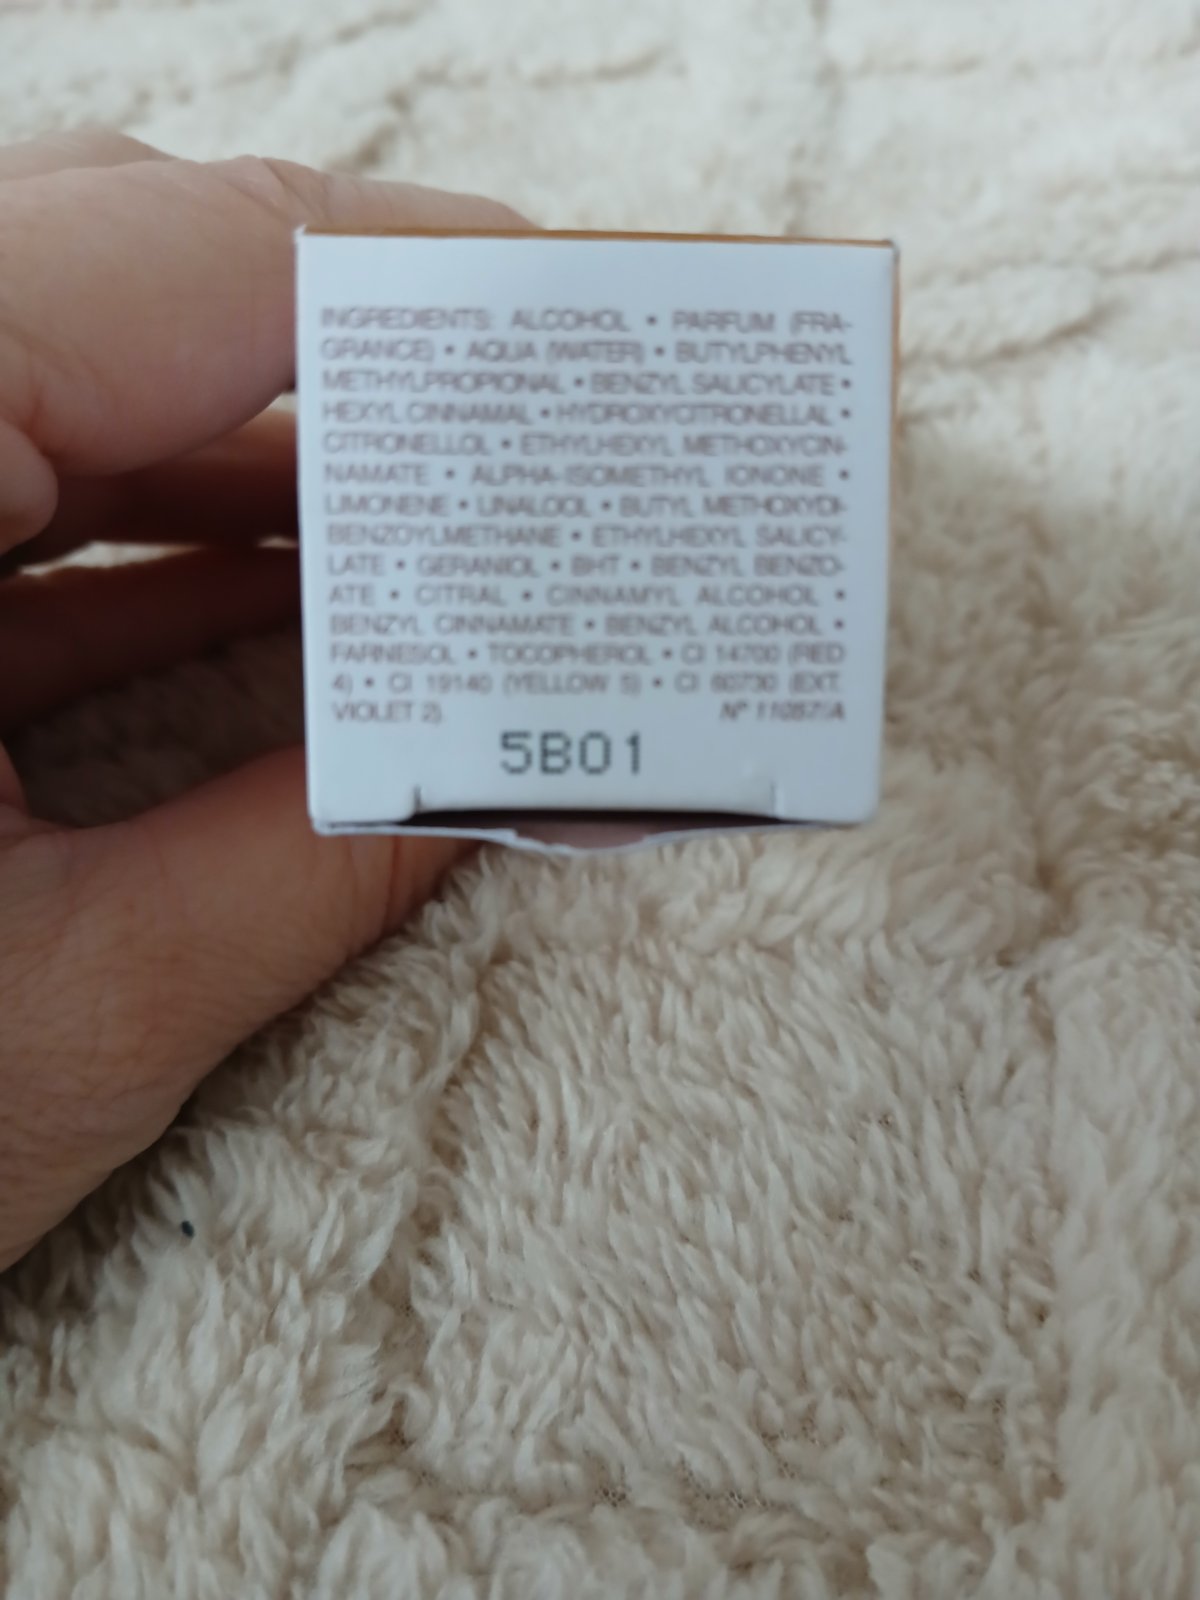 INGREDIENTS: ALCOHOL • PARFUM (FRA-
GRANCE) • AQUA (WATER) • BUTYLPHENYL
METHYLPROPIONAL • BENZYL SALICYLATE •
HEXYL CINNAMAL • HYDROXYCITRONELLAL •
CITRONELLOL • ETHYLHEXYL METHOXYCIN-
NAMATE • ALPHA-ISOMETHYL IONONE •
LIMONENE • LINALOOL • BUTYL METHOXYDI-
BENZOYLMETHANE • ETHYLHEXYL SALICY-
LATE • GERANIOL • BHT • BENZYL BENZO-
ATE • CITRAL • CINNAMYL ALCOHOL •
BENZYL CINNAMATE • BENZYL ALCOHOL •
FARNESOL • TOCOPHEROL • CI 14700 (RED
4) • CI 19140 (YELLOW 5) • CI 60730 (EXT.
VIOLET 2). N° 11057/A
5B01